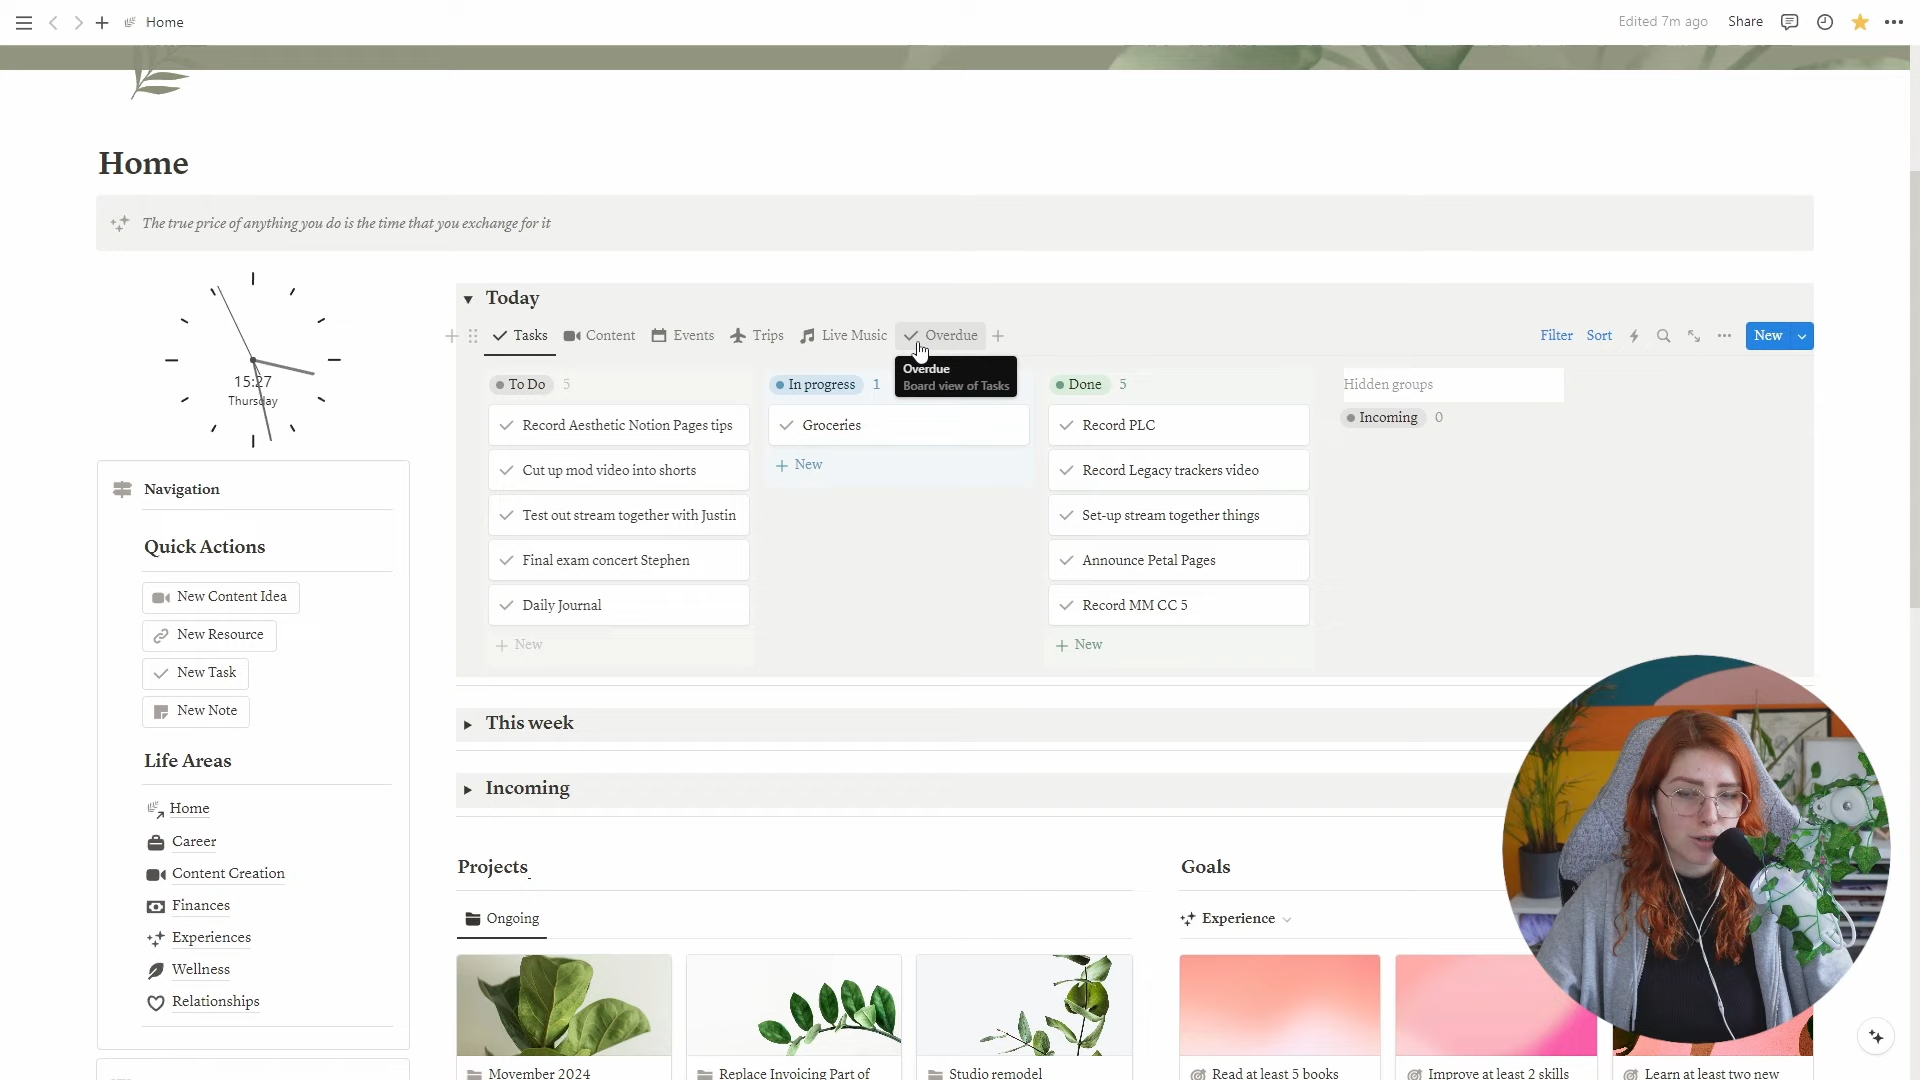 Home
Edited 7m ago
Share
Home
The true price of anything you do is the time that you exchange for it
15:27
Thursday
Navigation
Quick Actions
New Content Idea
New Resource
New Task
New Note
Life Areas
Home
Career
Content Creation
Finances
Experiences
Wellness
Relationships
Today
Tasks
Content
Events
Trips
Live Music
Overdue
Filter
Sort
New
Overdue
Board view of Tasks
To Do 5
Record Aesthetic Notion Pages tips
Cut up mod video into shorts
Test out stream together with Justin
Final exam concert Stephen
Daily Journal
New
In progress 1
Groceries
New
Done 5
Record PLC
Record Legacy trackers video
Set-up stream together things
Announce Petal Pages
Record MM CC 5
New
Hidden groups
Incoming 0
This week
Incoming
Projects
Ongoing
Movember 2024
Replace Invoicing Part of
Studio remodel
Goals
Experience
Read at least 5 books
Improve at least 2 skills
Learn at least two new